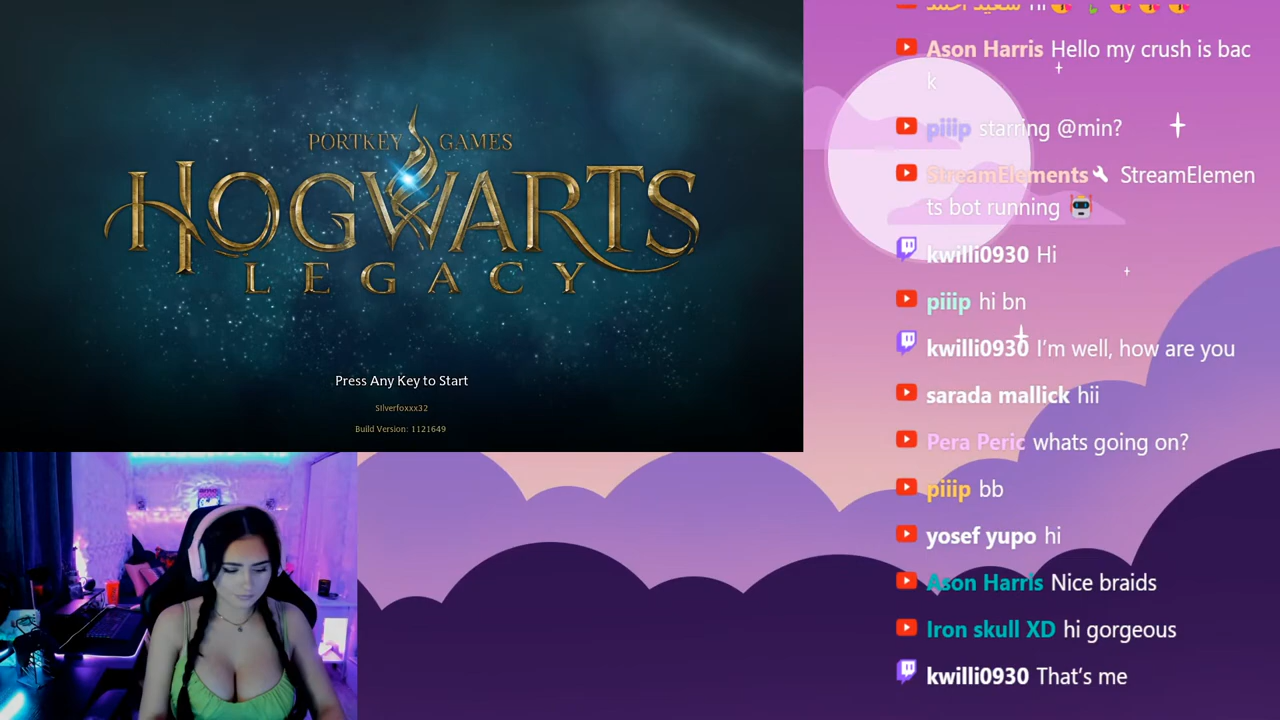 PORTKEY GAMES
HOGWARTS
LEGACY
Press Any Key to Start
Silverfoxxx32
Build Version: 1121649
Ason Harris Hello my crush is bac
k
piiip starring @min?
StreamElements StreamElemen
ts bot running
kwilli0930 Hi
piiip hi bn
kwilli0930 I’m well, how are you
sarada mallick hii
Pera Peric whats going on?
piiip bb
yosef yupo hi
Ason Harris Nice braids
Iron skull XD hi gorgeous
kwilli0930 That’s me